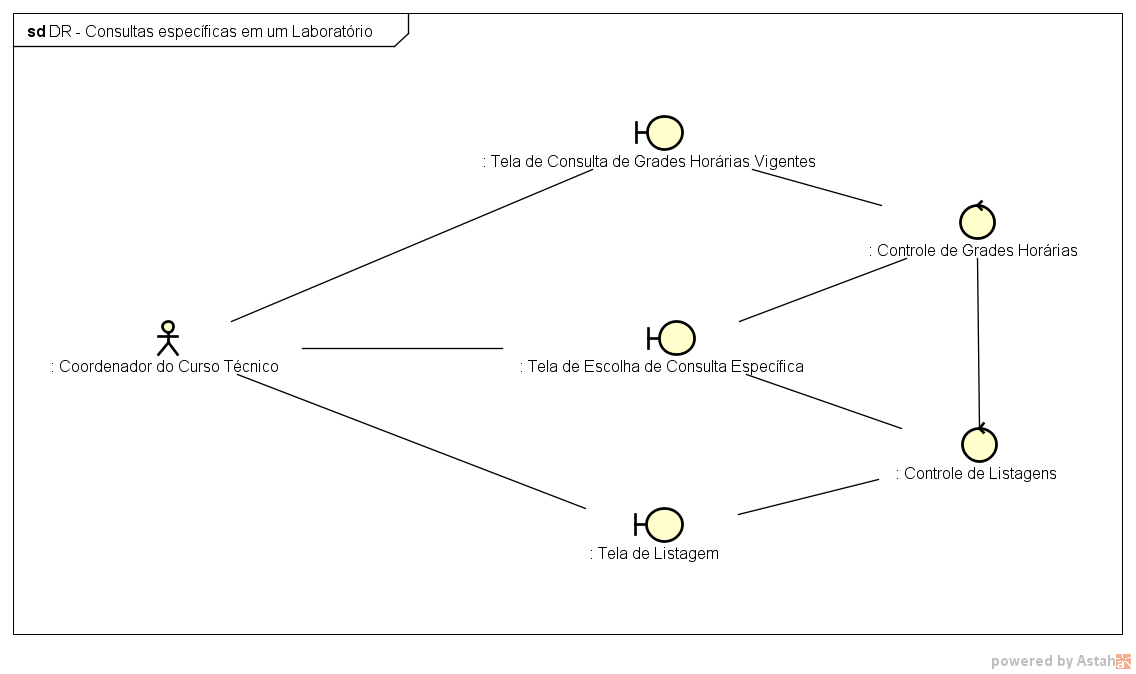 sd DR - Consultas específicas em um Laboratório
: Tela de Consulta de Grades Horárias Vigentes
: Controle de Grades Horárias
: Coordenador do Curso Técnico
: Tela de Escolha de Consulta Específica
: Controle de Listagens
: Tela de Listagem
powered by Astah